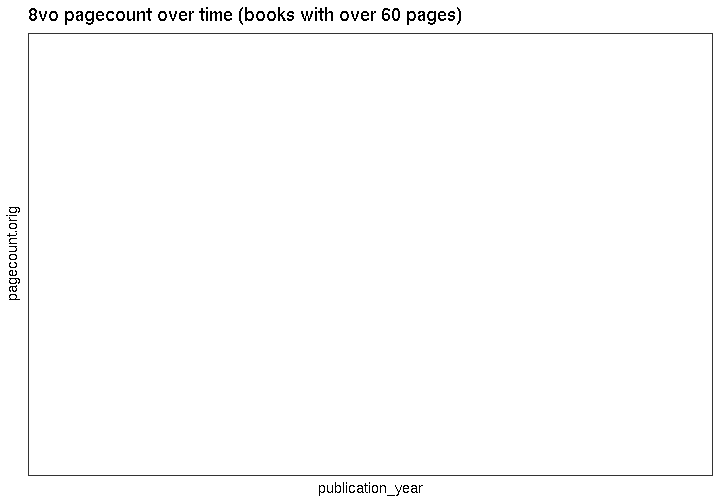 8vo pagecount over time (books with over 60 pages)
pagecount.orig
publication_year